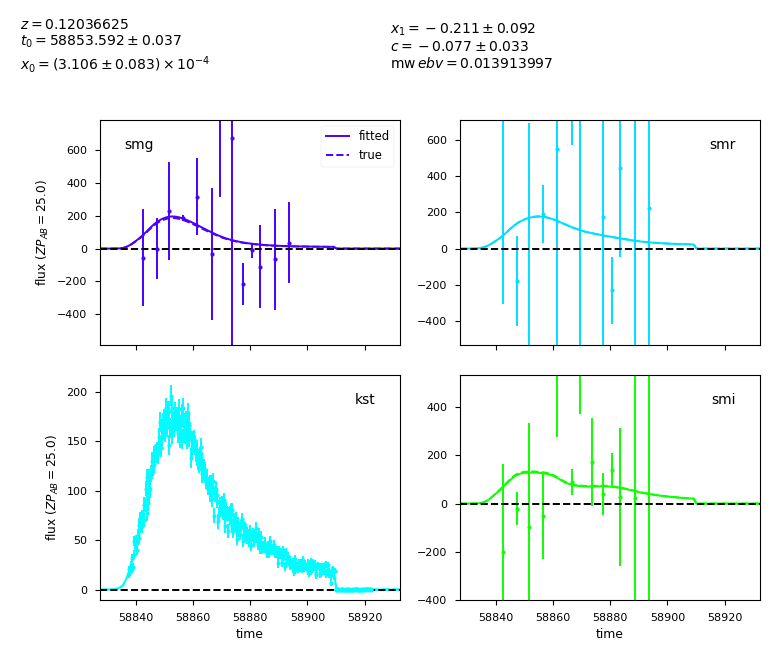 z = 0.12036625
t₀ = 58853.592 ± 0.037
x₀ = (3.106 ± 0.083) × 10⁻⁴
x₁ = −0.211 ± 0.092
c = −0.077 ± 0.033
mw ebv = 0.013913997
smg
fitted
true
600
400
200
0
−200
−400
flux (ZP_AB = 25.0)
smr
600
400
200
0
−200
−400
kst
200
150
100
50
0
flux (ZP_AB = 25.0)
58840 58860 58880 58900 58920
time
smi
400
200
0
−200
−400
58840 58860 58880 58900 58920
time